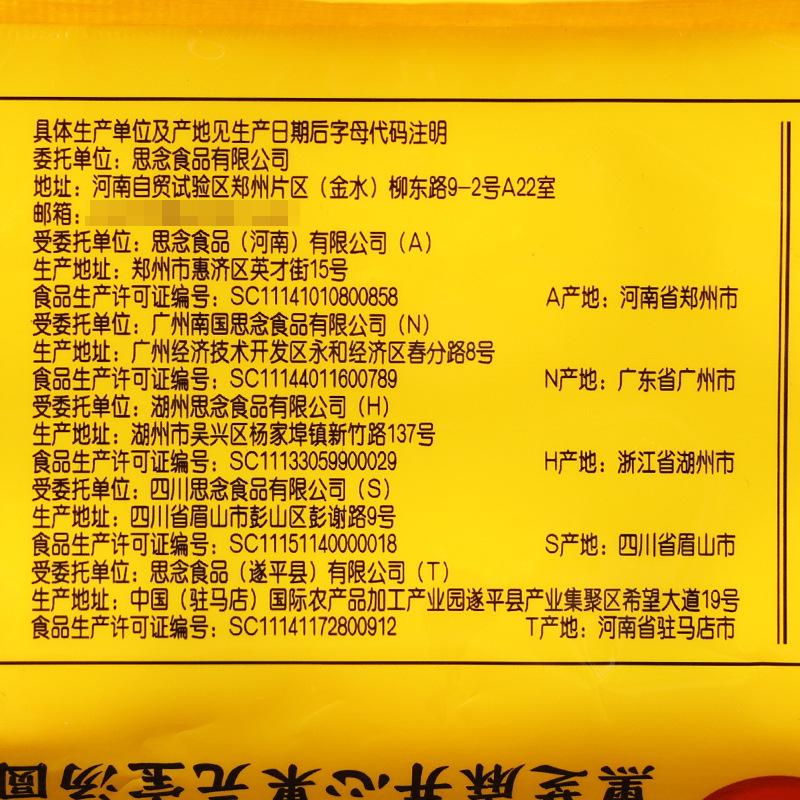 具体生产单位及产地见生产日期后字母代码注明
委托单位：思念食品有限公司
地址：河南自贸试验区郑州片区（金水）柳东路9-2号A22室
邮箱：
受委托单位：思念食品（河南）有限公司（A）
生产地址：郑州市惠济区英才街15号
食品生产许可证编号：SC11141010800858 A产地：河南省郑州市
受委托单位：广州南国思念食品有限公司（N）
生产地址：广州经济技术开发区永和经济区春分路8号
食品生产许可证编号：SC11144011600789 N产地：广东省广州市
受委托单位：湖州思念食品有限公司（H）
生产地址：湖州市吴兴区杨家埠镇新竹路137号
食品生产许可证编号：SC11133059900029 H产地：浙江省湖州市
受委托单位：四川思念食品有限公司（S）
生产地址：四川省眉山市彭山区彭谢路9号
食品生产许可证编号：SC11151140000018 S产地：四川省眉山市
受委托单位：思念食品（遂平县）有限公司（T）
生产地址：中国（驻马店）国际农产品加工产业园遂平县产业集聚区希望大道19号
食品生产许可证编号：SC11141172800912 T产地：河南省驻马店市
黑芝麻开心果元宝汤圆